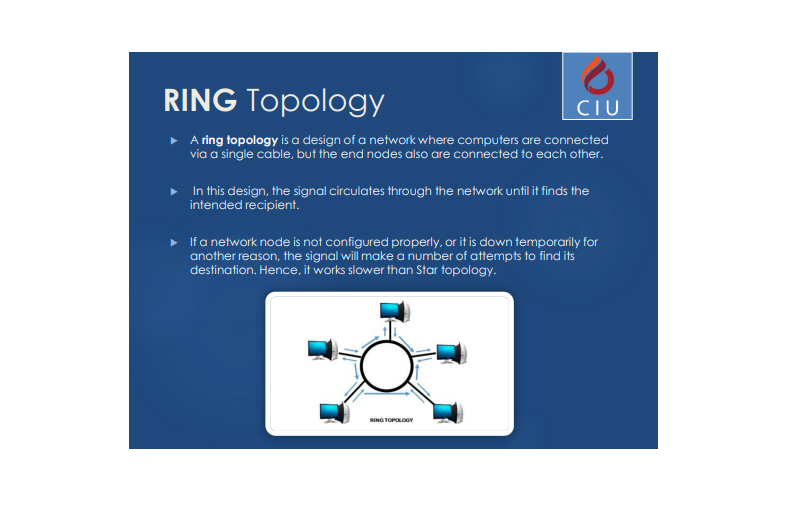 RING Topology
CIU
A ring topology is a design of a network where computers are connected
via a single cable, but the end nodes also are connected to each other.
In this design, the signal circulates through the network until it finds the
intended recipient.
If a network node is not configured properly, or it is down temporarily for
another reason, the signal will make a number of attempts to find its
destination. Hence, it works slower than Star topology.
RING TOPOLOGY